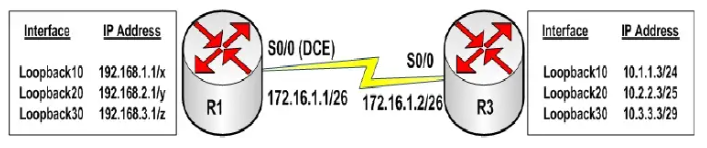 Interface IP Address
Loopback10 192.168.1.1/x
Loopback20 192.168.2.1/y
Loopback30 192.168.3.1/z
R1
S0/0 (DCE)
172.16.1.1/26
S0/0
172.16.1.2/26
R3
Interface IP Address
Loopback10 10.1.1.3/24
Loopback20 10.2.2.3/25
Loopback30 10.3.3.3/29